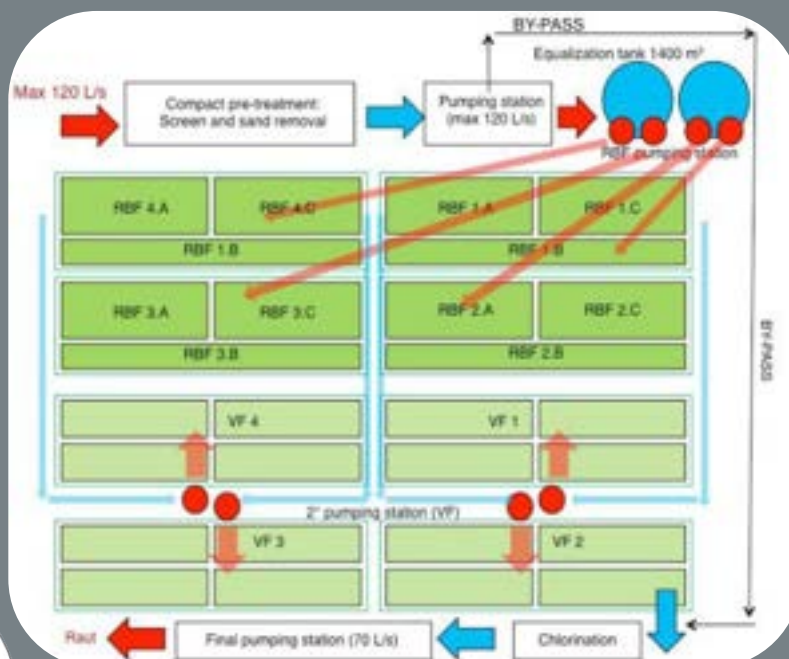 BY-PASS
Equalization tank 1400 m³
Max 120 L/s
Compact pre-treatment:
Screen and sand removal
Pumping station
(max 120 L/s)
RBF pumping station
RBF 4.A
RBF 4.C
RBF 1.A
RBF 1.C
RBF 1.B
RBF 1.B
RBF 3.A
RBF 3.C
RBF 2.A
RBF 2.C
RBF 3.B
RBF 2.B
BY-PASS
VF 4
VF 1
2° pumping station (VF)
VF 3
VF 2
Raut
Final pumping station (70 L/s)
Chlorination